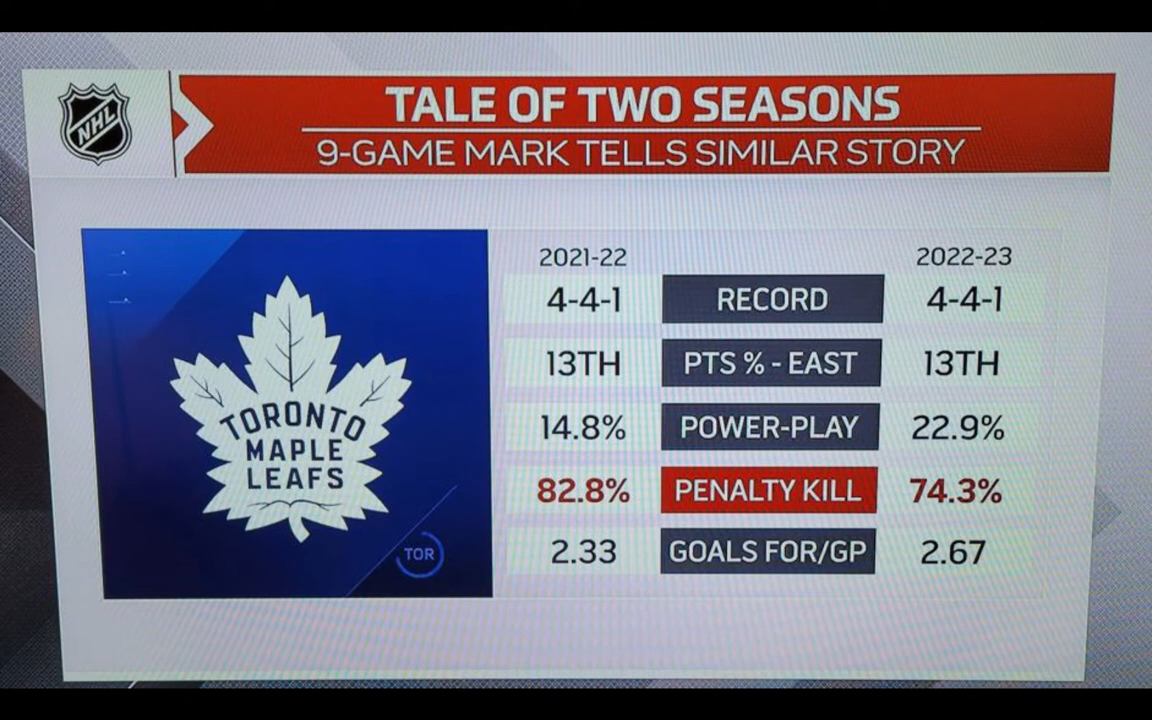 NHL
TALE OF TWO SEASONS
9-GAME MARK TELLS SIMILAR STORY
2021-22 2022-23
4-4-1 RECORD 4-4-1
13TH PTS % - EAST 13TH
14.8% POWER-PLAY 22.9%
82.8% PENALTY KILL 74.3%
2.33 GOALS FOR/GP 2.67
TORONTO
MAPLE
LEAFS
TOR